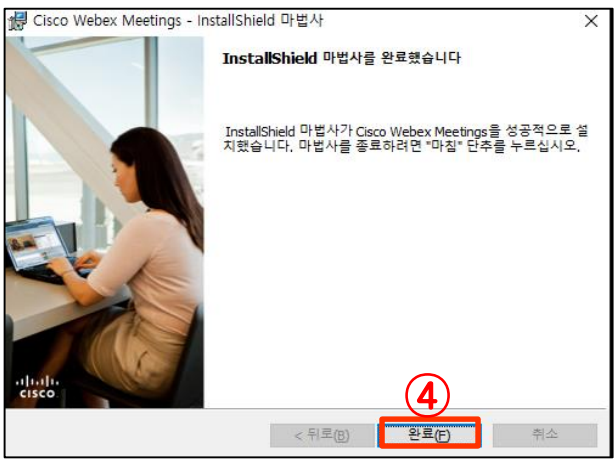 Cisco Webex Meetings - InstallShield 마법사
InstallShield 마법사를 완료했습니다
InstallShield 마법사가 Cisco Webex Meetings을 성공적으로 설
치했습니다. 마법사를 종료하려면 "마침" 단추를 누르십시오.
CISCO
④
< 뒤로(B) 완료(F) 취소